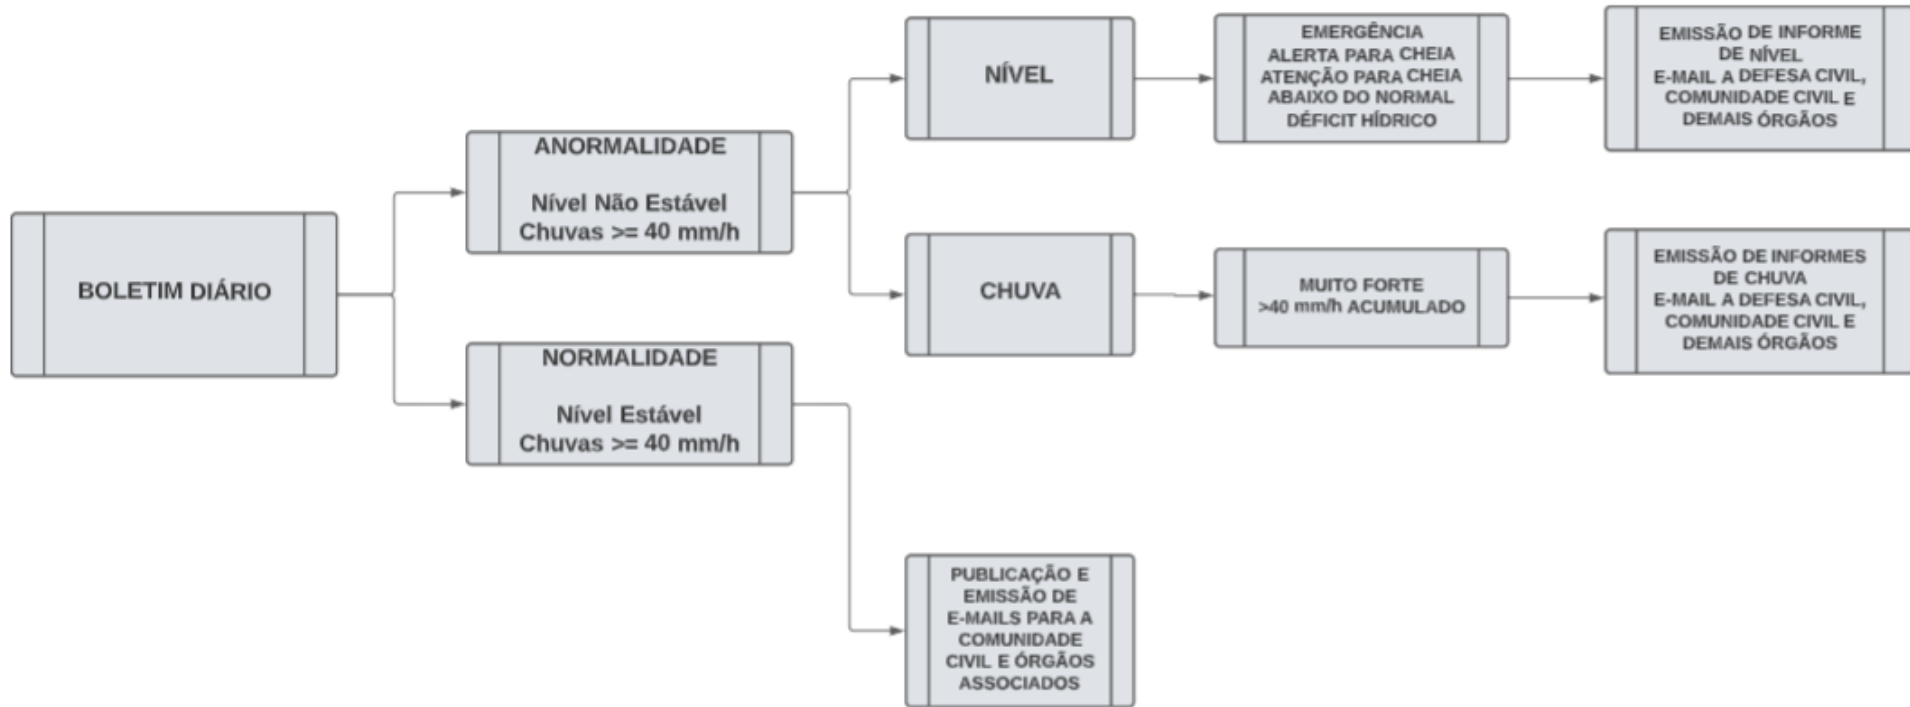 BOLETIM DIÁRIO
ANORMALIDADE
Nível Não Estável
Chuvas >= 40 mm/h
NORMALIDADE
Nível Estável
Chuvas >= 40 mm/h
NÍVEL
EMERGÊNCIA
ALERTA PARA CHEIA
ATENÇÃO PARA CHEIA
ABAIXO DO NORMAL
DÉFICIT HÍDRICO
EMISSÃO DE INFORME
DE NÍVEL
E-MAIL A DEFESA CIVIL,
COMUNIDADE CIVIL E
DEMAIS ÓRGÃOS
CHUVA
MUITO FORTE
>40 mm/h ACUMULADO
EMISSÃO DE INFORMES
DE CHUVA
E-MAIL A DEFESA CIVIL,
COMUNIDADE CIVIL E
DEMAIS ÓRGÃOS
PUBLICAÇÃO E
EMISSÃO DE
E-MAILS PARA A
COMUNIDADE
CIVIL E ÓRGÃOS
ASSOCIADOS